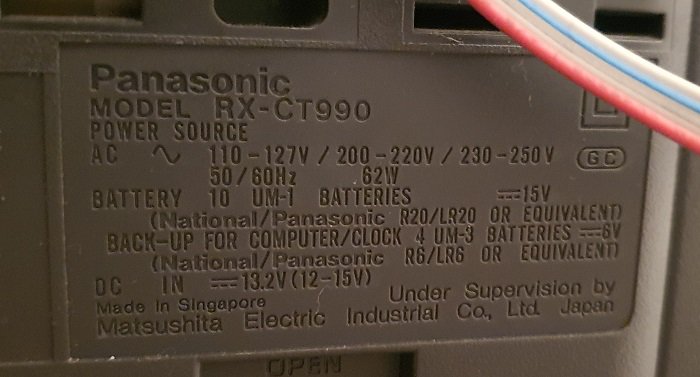 Panasonic
MODEL RX-CT990
POWER SOURCE
AC ∿ 110-127V / 200-220V / 230-250V GC
50/60Hz 62W
BATTERY 10 UM-1 BATTERIES ⎓15V
(National/Panasonic R20/LR20 OR EQUIVALENT)
BACK-UP FOR COMPUTER/CLOCK 4 UM-3 BATTERIES ⎓6V
(National/Panasonic R6/LR6 OR EQUIVALENT)
DC IN ⎓13.2V(12-15V)
Made in Singapore Under Supervision by
Matsushita Electric Industrial Co., Ltd. Japan
OPEN